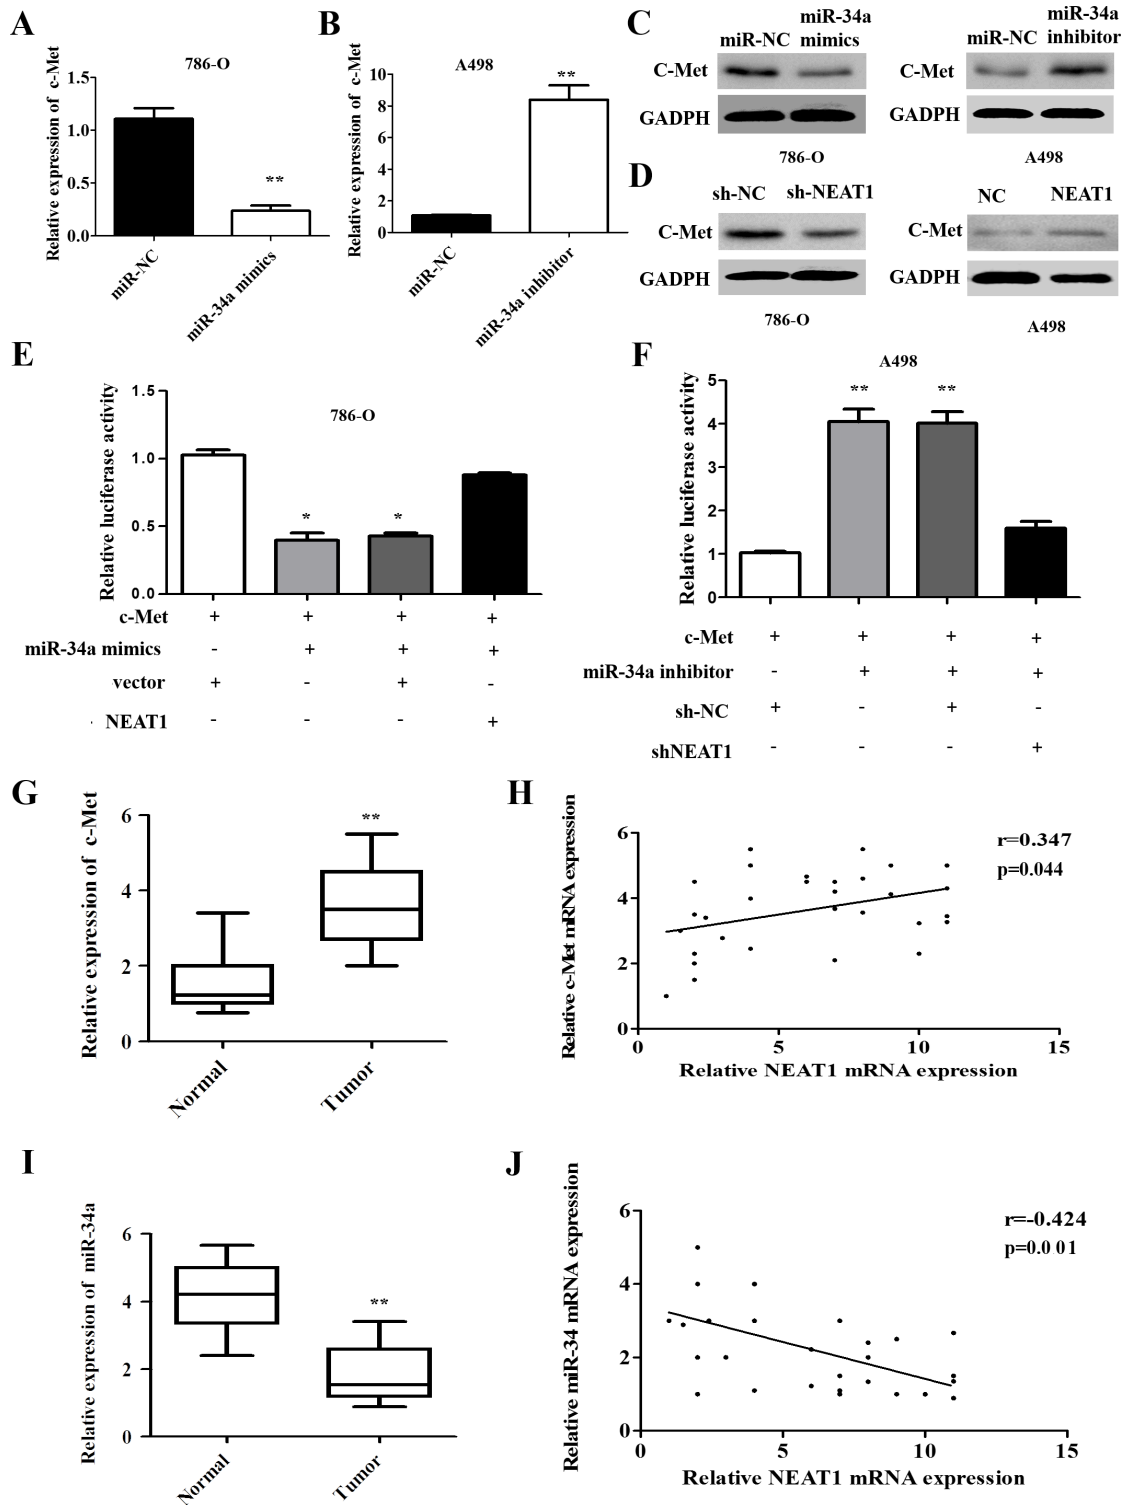 A
Relative expression of c-Met
786-O
1.5
1.0
0.5
0.0
**
miR-NC
miR-34a mimics
B
Relative expression of c-Met
A498
10
8
6
4
2
0
**
miR-NC
miR-34a inhibitor
C
miR-NC
miR-34a
mimics
C-Met
GADPH
786-O
miR-NC
miR-34a
inhibitor
C-Met
GADPH
A498
D
sh-NC sh-NEAT1
C-Met
GADPH
786-O
NC NEAT1
C-Met
GADPH
A498
E
Relative luciferase activity
786-O
1.5
1.0
0.5
0.0
* *
c-Met + + + +
miR-34a mimics - + + +
vector + - + -
NEAT1 - - - +
F
Relative luciferase activity
A498
5
4
3
2
1
0
** **
c-Met + + + +
miR-34a inhibitor - + + +
sh-NC + - + -
shNEAT1 - - - +
G
Relative expression of c-Met
6
4
2
0
**
Normal
Tumor
H
Relative c-Met mRNA expression
6
4
2
0
r=0.347
p=0.044
0 5 10 15
Relative NEAT1 mRNA expression
I
Relative expression of miR-34a
6
4
2
0
**
Normal
Tumor
J
Relative miR-34 mRNA expression
6
4
2
0
r=-0.424
p=0.0 01
0 5 10 15
Relative NEAT1 mRNA expression